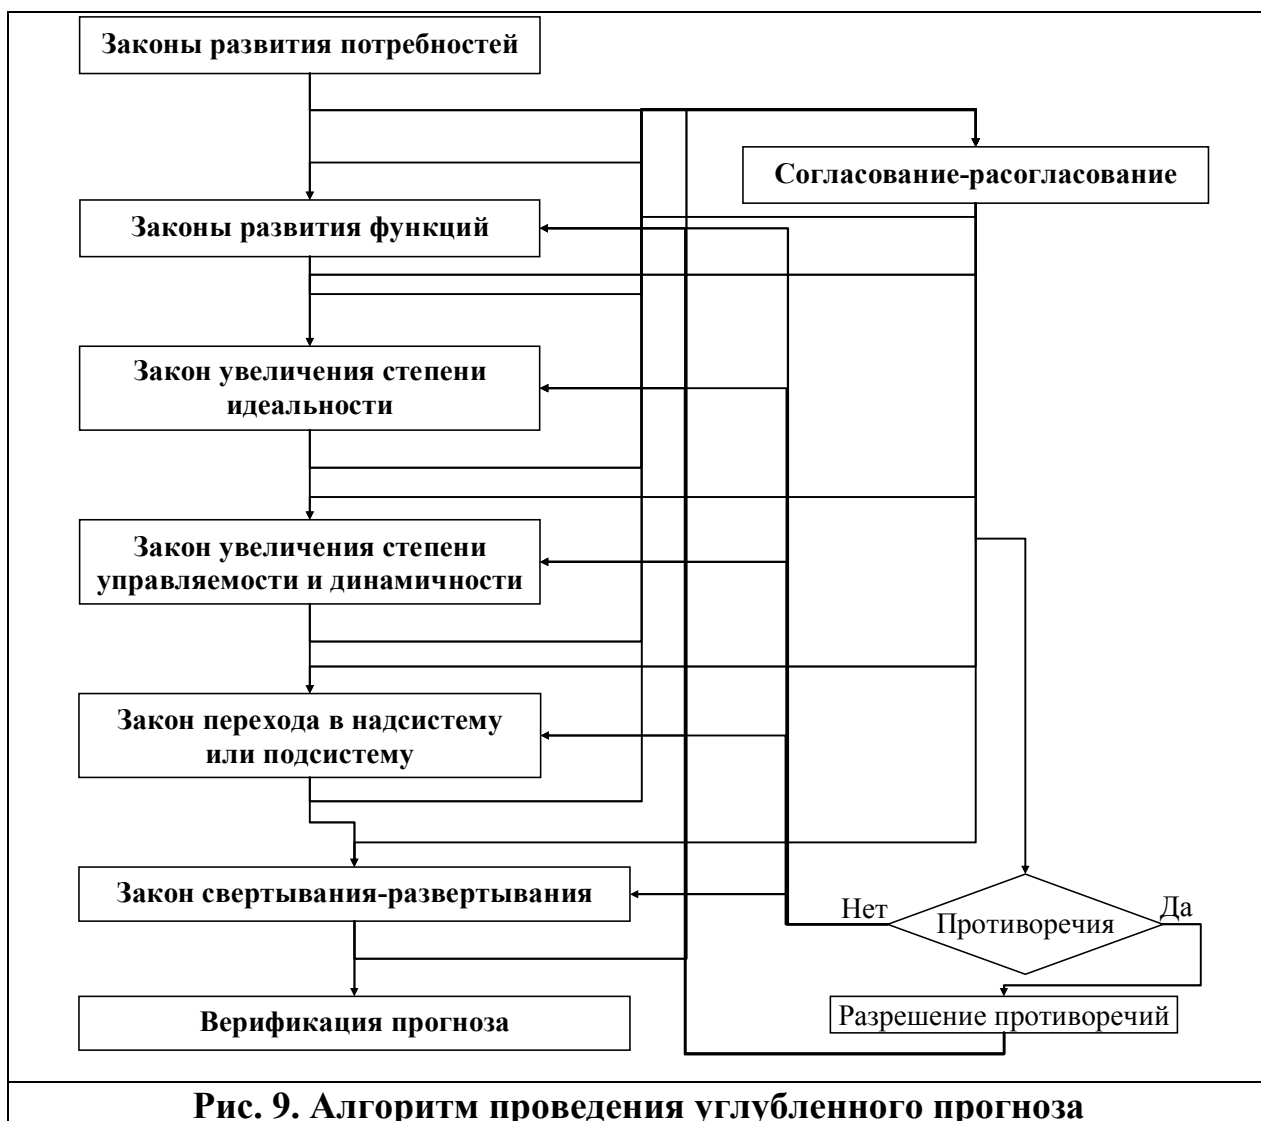 Законы развития потребностей
Согласование-расогласование
Законы развития функций
Закон увеличения степени
идеальности
Закон увеличения степени
управляемости и динамичности
Закон перехода в надсистему
или подсистему
Закон свертывания-развертывания
Нет
Противоречия
Да
Верификация прогноза
Разрешение противоречий
Рис. 9. Алгоритм проведения углубленного прогноза